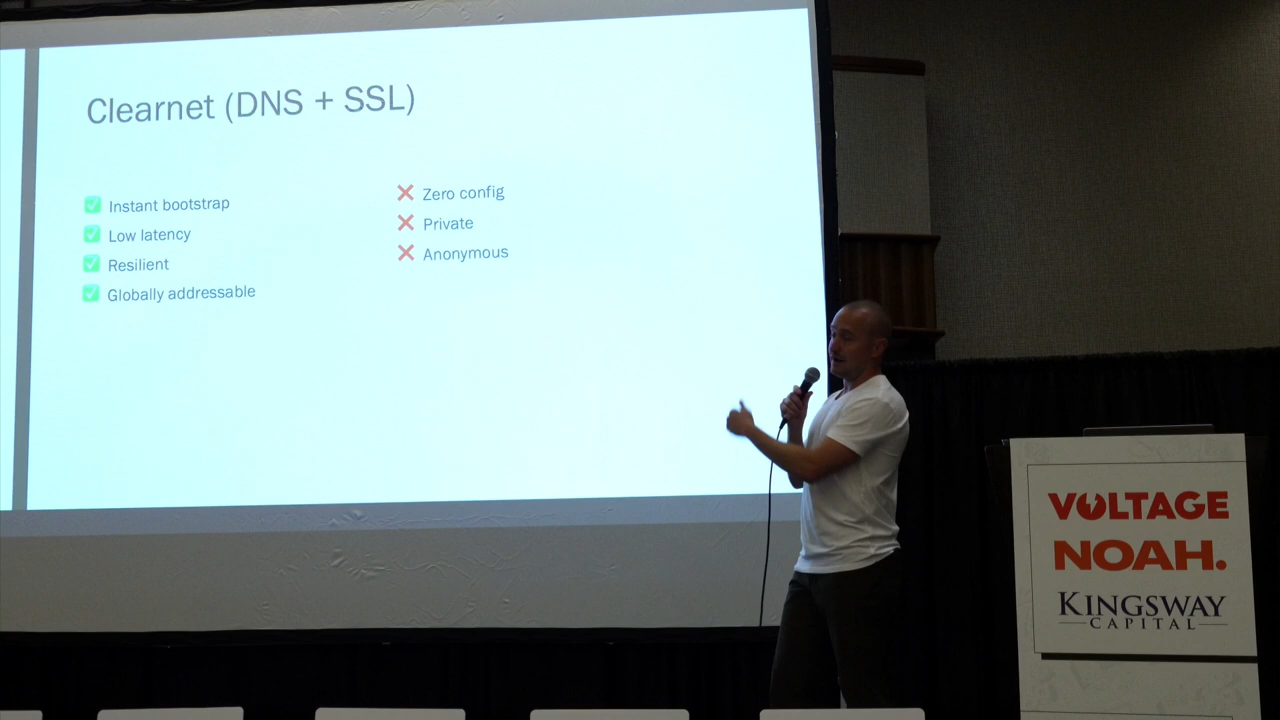 Clearnet (DNS + SSL)
✅ Instant bootstrap
✅ Low latency
✅ Resilient
✅ Globally addressable
❌ Zero config
❌ Private
❌ Anonymous
VOLTAGE
NOAH.
KINGSWAY
CAPITAL